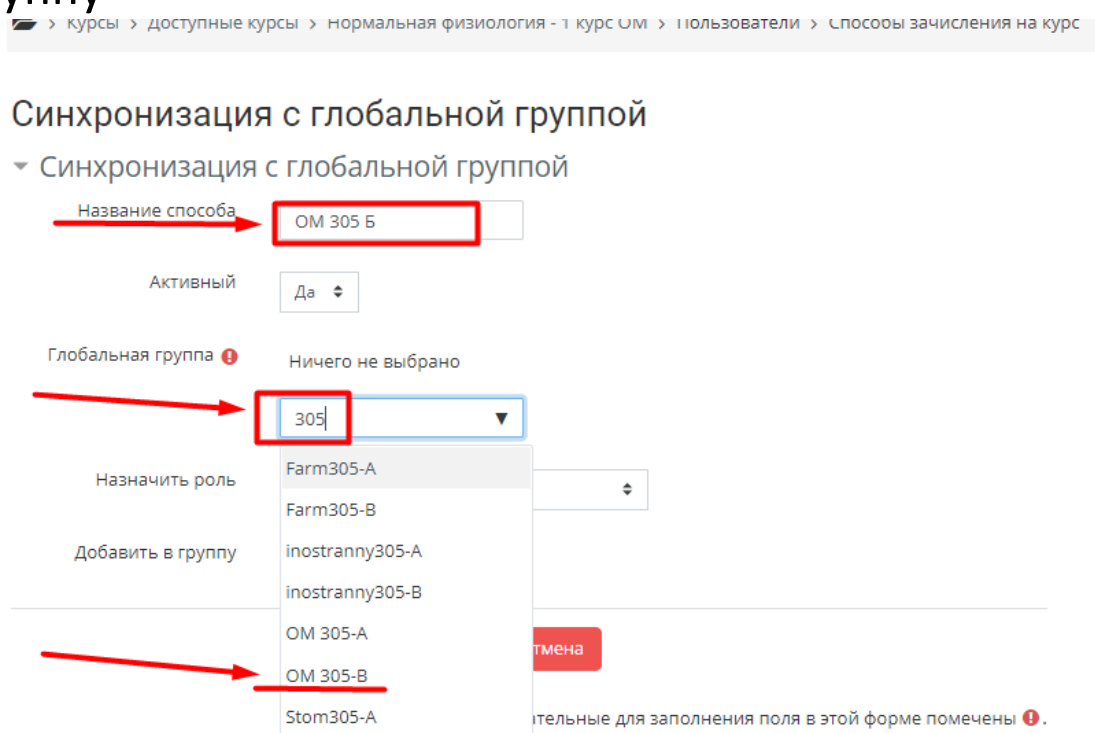 > Курсы > Доступные курсы > Нормальная физиология - 1 курс ОМ > Пользователи > Способы зачисления на курс
Синхронизация с глобальной группой
Синхронизация с глобальной группой
Название способа
ОМ 305 Б
Активный
Да
Глобальная группа
Ничего не выбрано
305
Farm305-A
Назначить роль
Farm305-B
Добавить в группу
inostranny305-A
inostranny305-B
OM 305-A
тмена
OM 305-B
Stom305-A
тельные для заполнения поля в этой форме помечены .